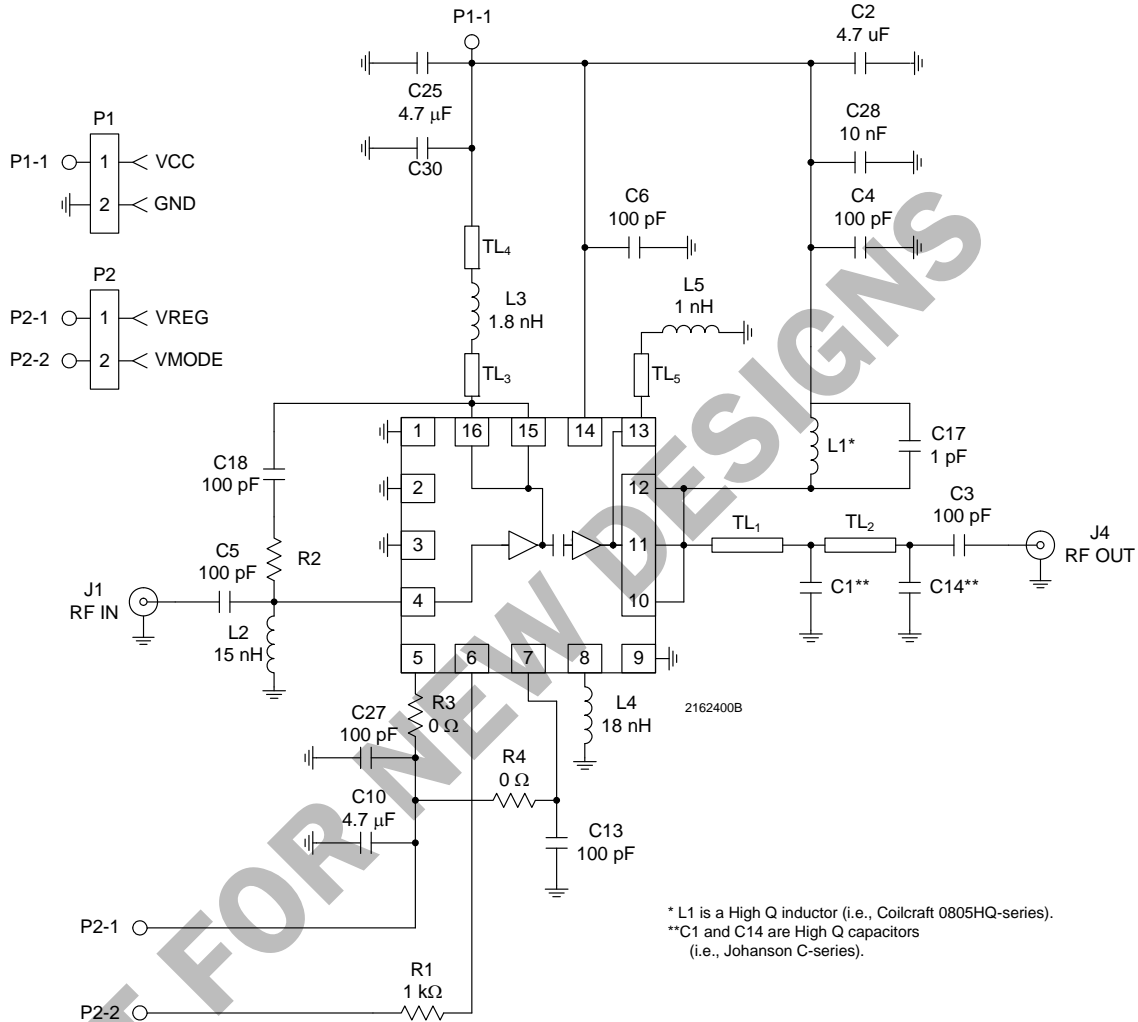 P1-1
C2
4.7 uF
C25
4.7 µF
C28
10 nF
P1
P1-1
1
VCC
2
GND
C30
C4
100 pF
C6
100 pF
TL4
P2
P2-1
1
VREG
P2-2
2
VMODE
L3
1.8 nH
L5
1 nH
TL3
TL5
1
16
15
14
13
L1*
C17
1 pF
C18
100 pF
2
12
3
11
TL1
TL2
C3
100 pF
J4
RF OUT
R2
C5
100 pF
J1
RF IN
4
10
C1**
C14**
L2
15 nH
5
6
7
8
9
R3
0 Ω
L4
18 nH
2162400B
C27
100 pF
R4
0 Ω
C10
4.7 µF
C13
100 pF
P2-1
* L1 is a High Q inductor (i.e., Coilcraft 0805HQ-series).
**C1 and C14 are High Q capacitors
(i.e., Johanson C-series).
R1
1 kΩ
P2-2
FOR NEW DESIGNS